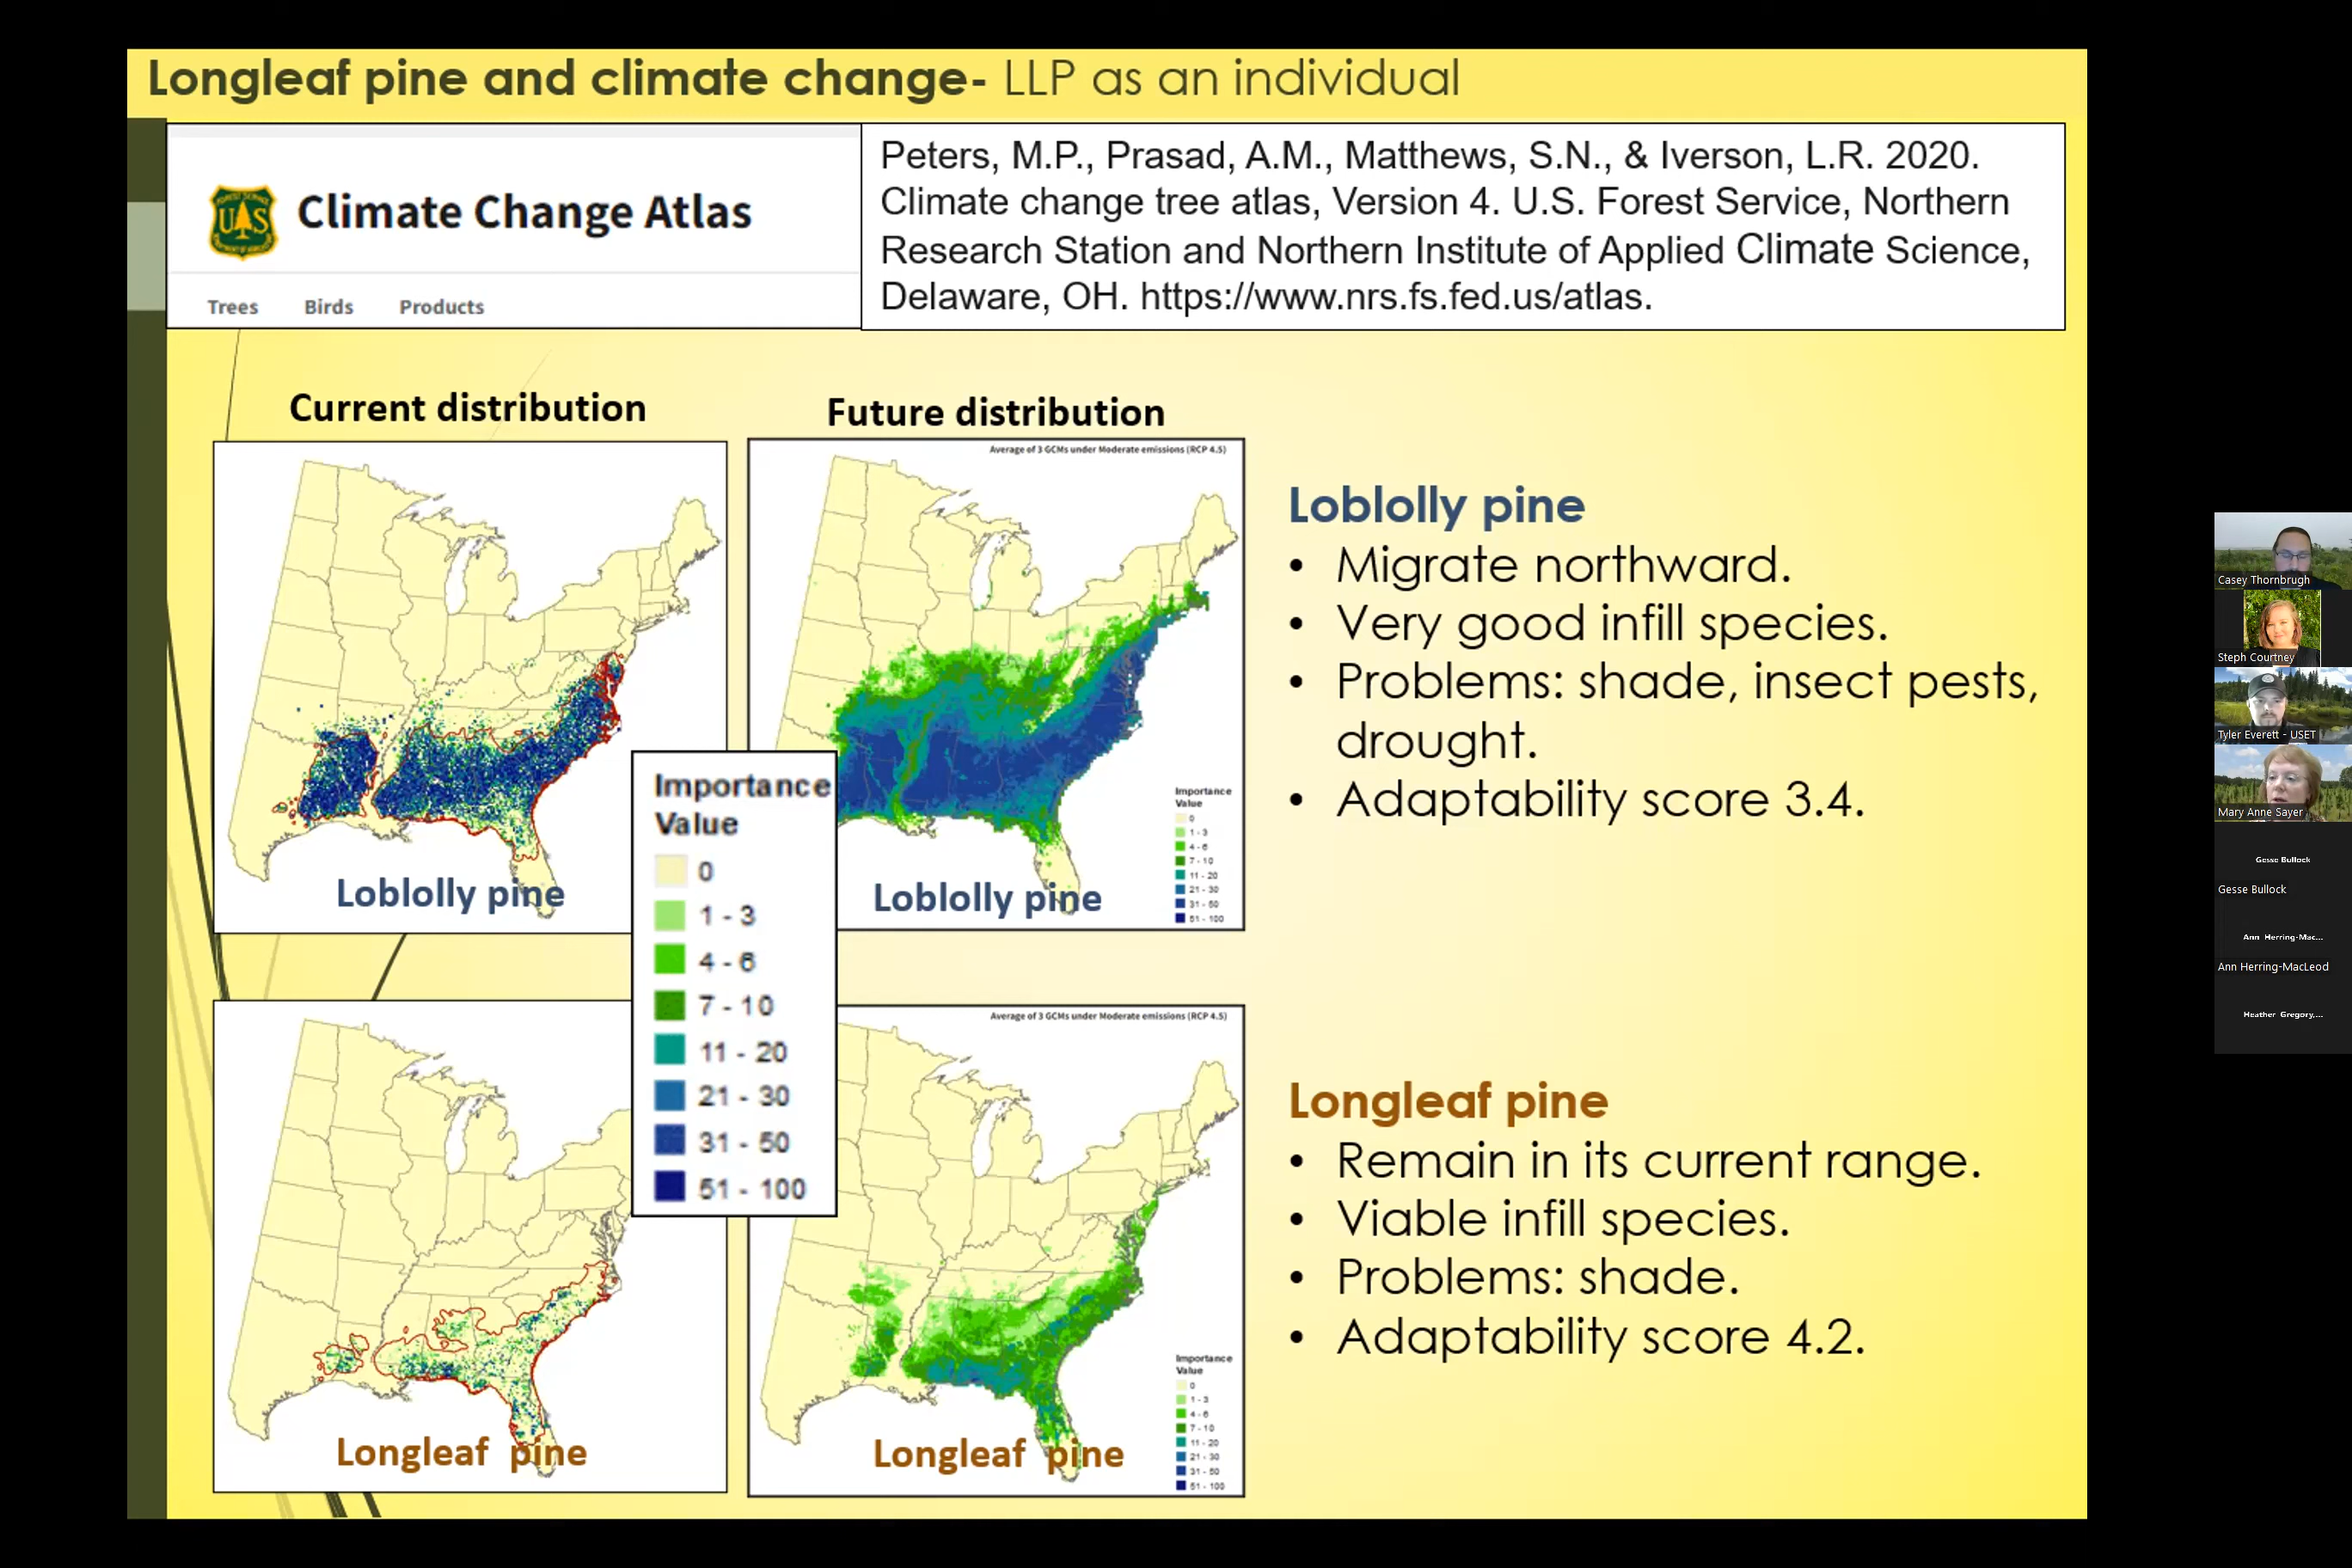 Longleaf pine and climate change- LLP as an individual
Climate Change Atlas
Trees Birds Products
Peters, M.P., Prasad, A.M., Matthews, S.N., & Iverson, L.R. 2020.
Climate change tree atlas, Version 4. U.S. Forest Service, Northern
Research Station and Northern Institute of Applied Climate Science,
Delaware, OH. https://www.nrs.fs.fed.us/atlas.
Current distribution
Future distribution
Average of 3 GCMs under Moderate emissions (RCP 4.5)
Loblolly pine
Importance
Value
0
1 - 3
4 - 6
7 - 10
11 - 20
21 - 30
31 - 50
51 - 100
Loblolly pine
Importance
Value
0
1 - 3
4 - 6
7 - 10
11 - 20
21 - 30
31 - 50
51 - 100
Loblolly pine
• Migrate northward.
• Very good infill species.
• Problems: shade, insect pests,
drought.
• Adaptability score 3.4.
Longleaf pine
Average of 3 GCMs under Moderate emissions (RCP 4.5)
Longleaf pine
Importance
Value
0
1 - 3
4 - 6
7 - 10
11 - 20
21 - 30
31 - 50
51 - 100
Longleaf pine
• Remain in its current range.
• Viable infill species.
• Problems: shade.
• Adaptability score 4.2.
Casey Thornbrugh
Steph Courtney
Tyler Everett - USET
Mary Anne Sayer
Gesse Bullock
Gesse Bullock
Ann Herring-Mac...
Ann Herring-MacLeod
Heather Gregory,...